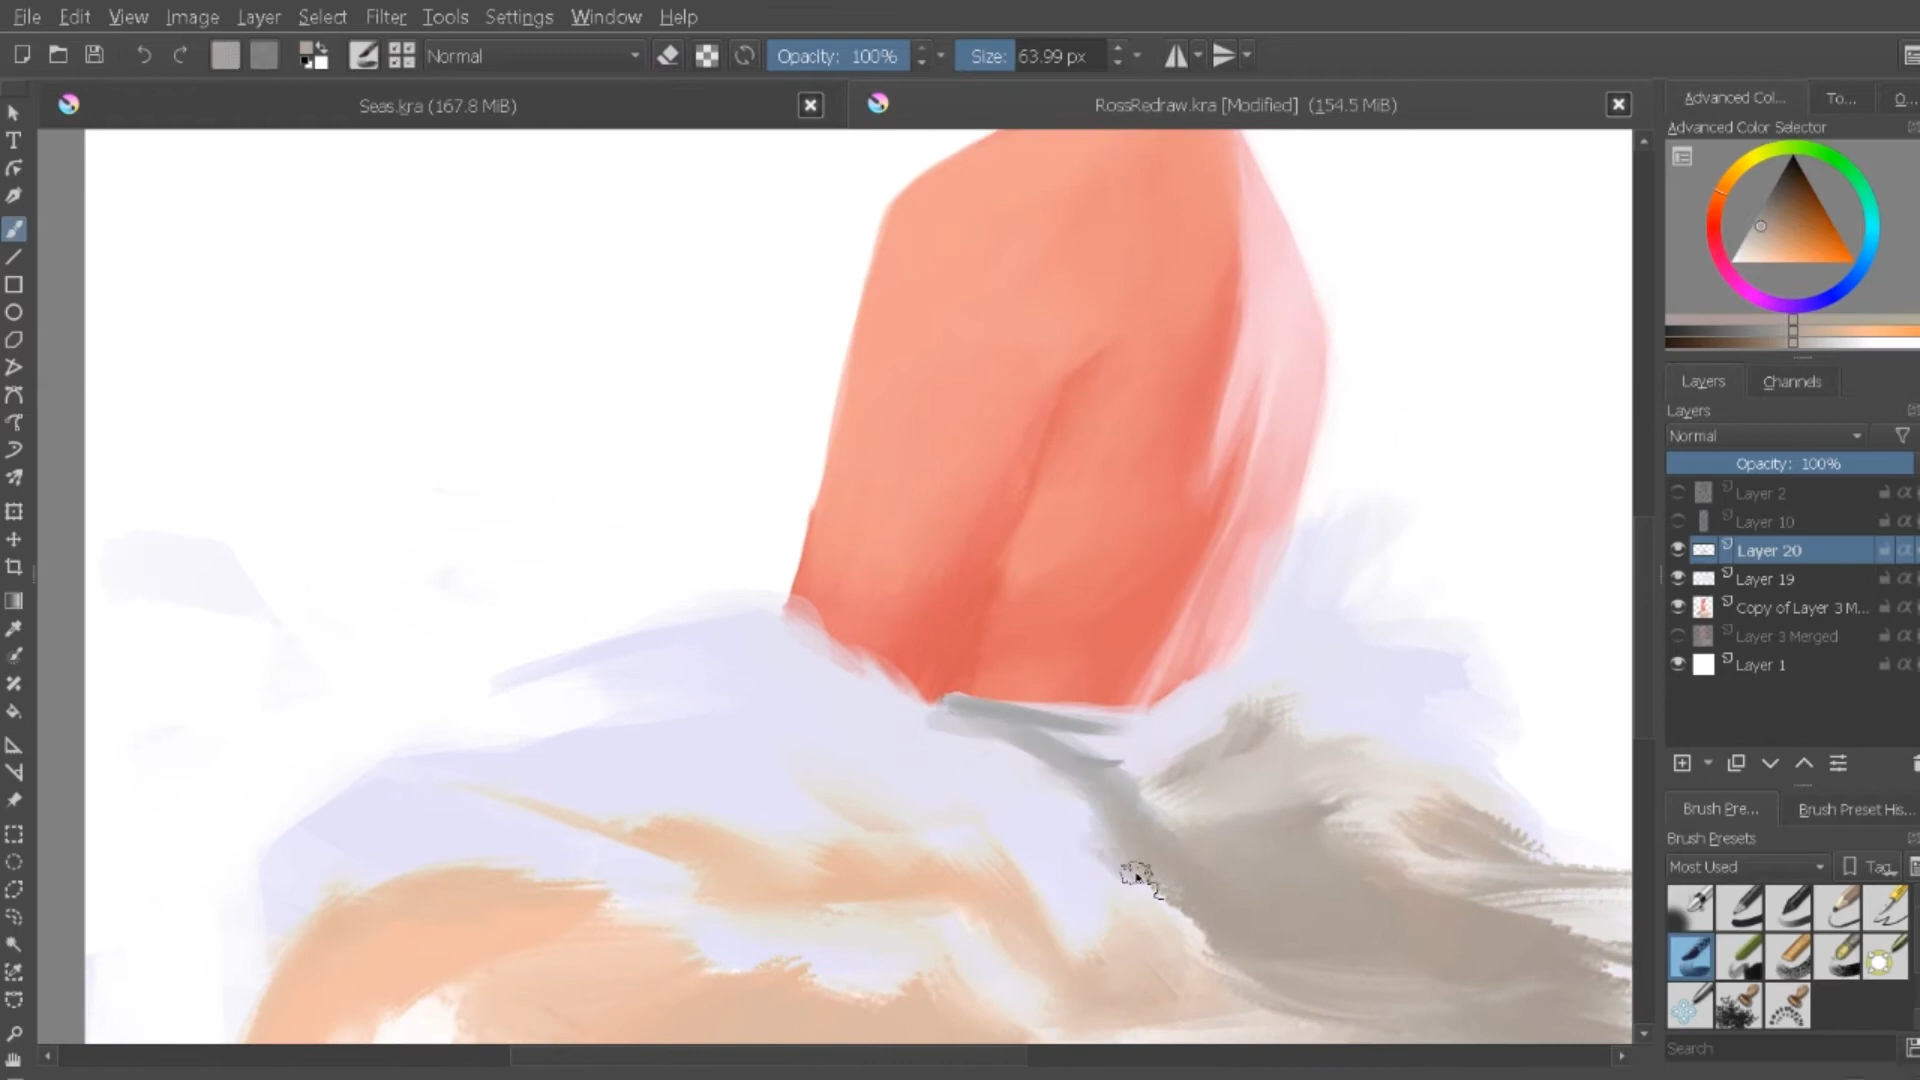 File Edit View Image Layer Select Filter Tools Settings Window Help
Normal Opacity: 100% Size: 63.99 px
Seas.kra (167.8 MiB) RossRedraw.kra [Modified] (154.5 MiB)
Advanced Col... To... O...
Advanced Color Selector
Layers Channels
Layers
Normal
Opacity: 100%
Layer 2
Layer 10
Layer 20
Layer 19
Copy of Layer 3 M...
Layer 3 Merged
Layer 1
Brush Pre... Brush Preset His...
Brush Presets
Most Used Tag
Search